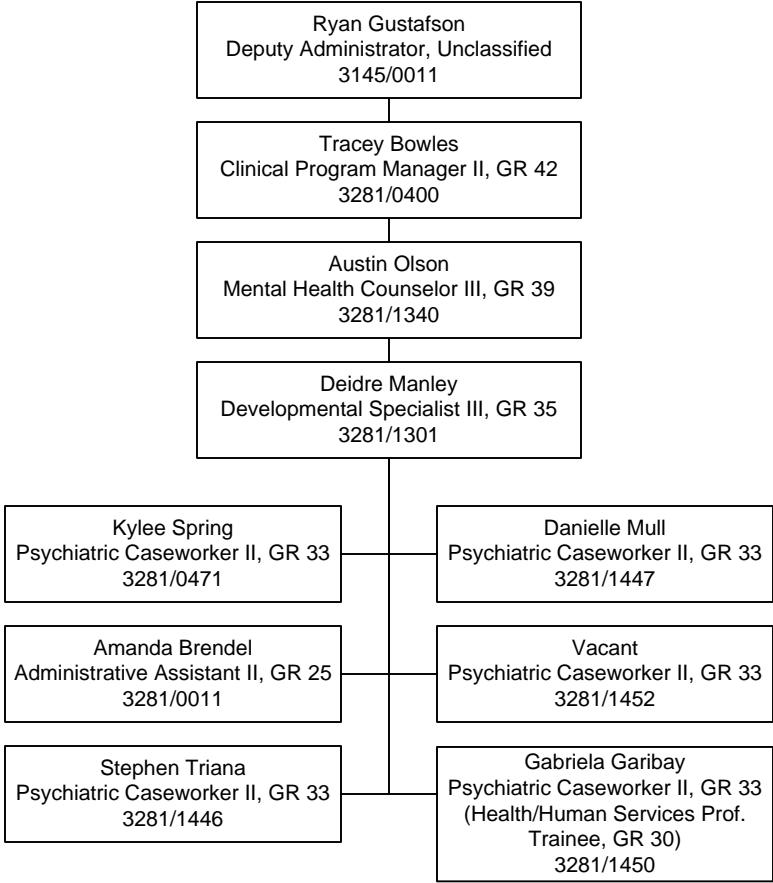 Ryan Gustafson
Deputy Administrator, Unclassified
3145/0011
Tracey Bowles
Clinical Program Manager II, GR 42
3281/0400
Austin Olson
Mental Health Counselor III, GR 39
3281/1340
Deidre Manley
Developmental Specialist III, GR 35
3281/1301
Kylee Spring
Psychiatric Caseworker II, GR 33
3281/0471
Danielle Mull
Psychiatric Caseworker II, GR 33
3281/1447
Amanda Brendel
Administrative Assistant II, GR 25
3281/0011
Vacant
Psychiatric Caseworker II, GR 33
3281/1452
Stephen Triana
Psychiatric Caseworker II, GR 33
3281/1446
Gabriela Garibay
Psychiatric Caseworker II, GR 33
(Health/Human Services Prof.
Trainee, GR 30)
3281/1450